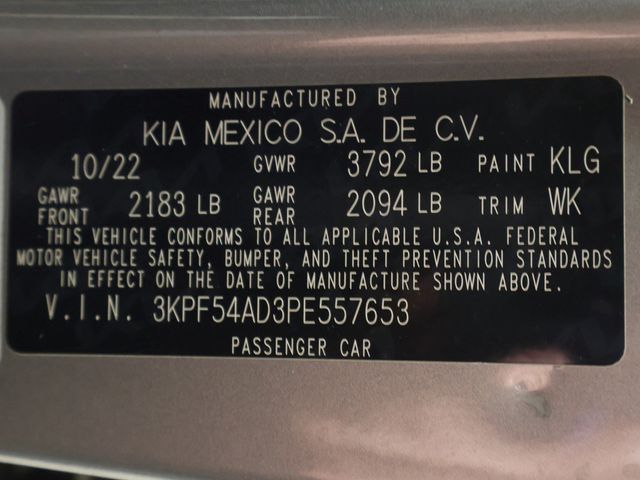 MANUFACTURED BY
KIA MEXICO S.A. DE C.V.
10/22 GVWR 3792 LB PAINT KLG
GAWR FRONT 2183 LB GAWR REAR 2094 LB TRIM WK
THIS VEHICLE CONFORMS TO ALL APPLICABLE U.S.A. FEDERAL
MOTOR VEHICLE SAFETY, BUMPER, AND THEFT PREVENTION STANDARDS
IN EFFECT ON THE DATE OF MANUFACTURE SHOWN ABOVE.
V.I.N. 3KPF54AD3PE557653
PASSENGER CAR